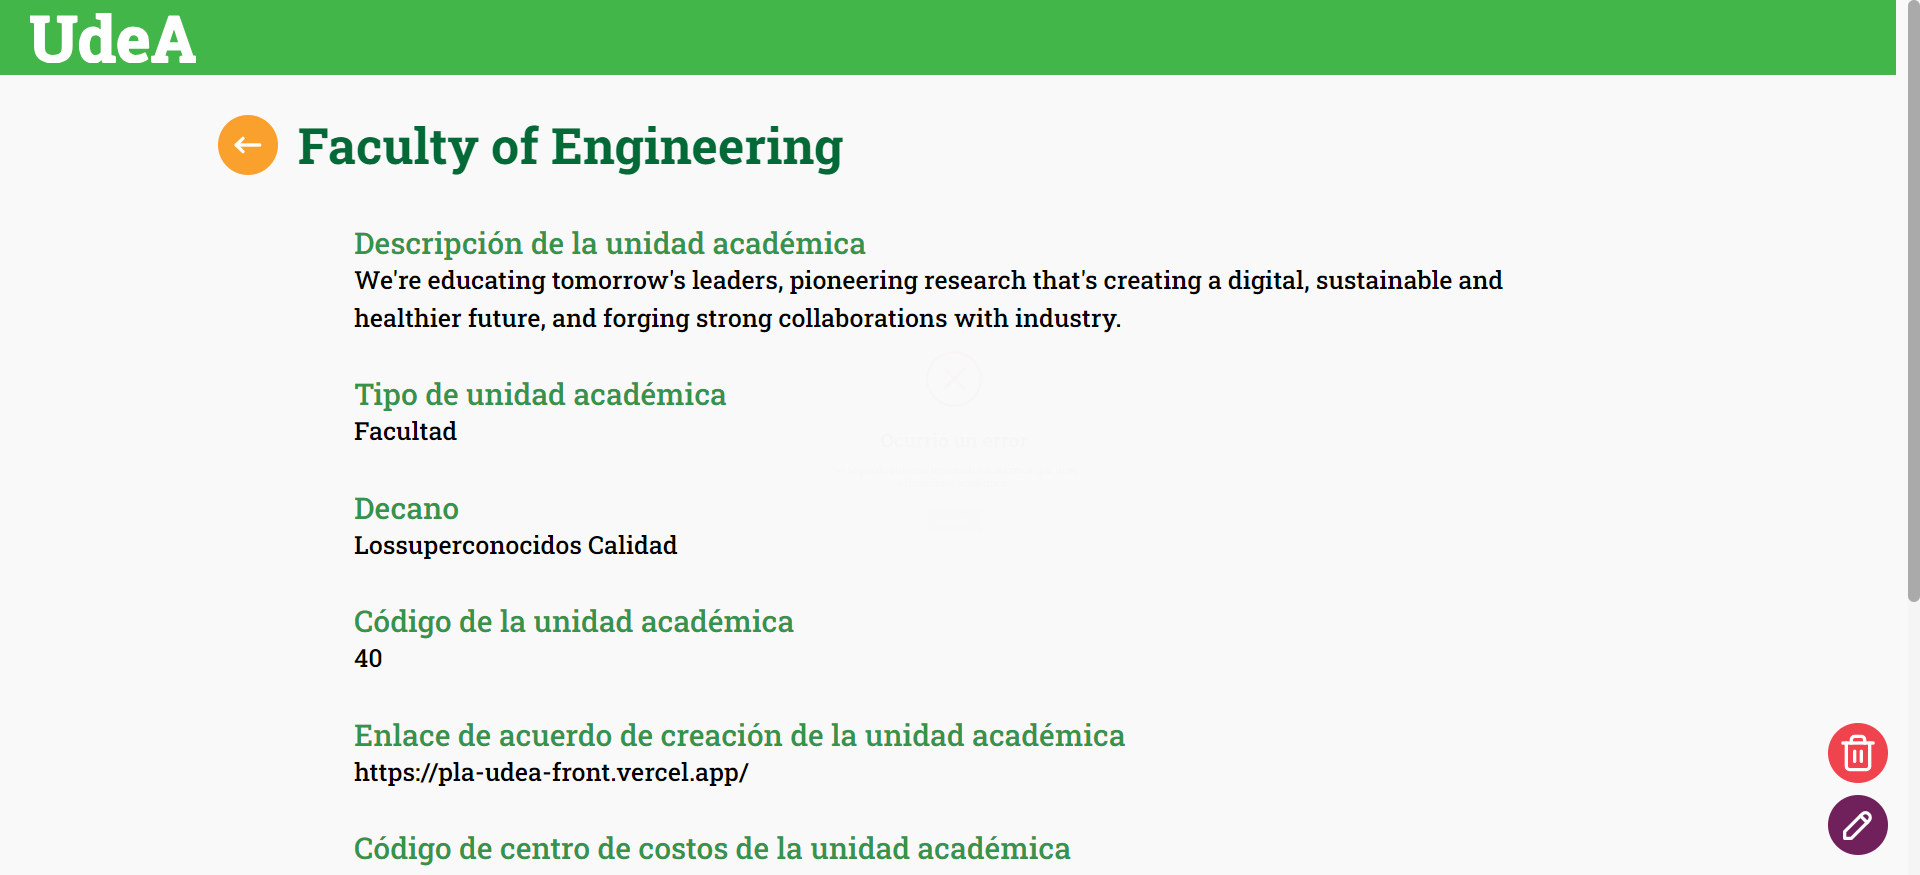 UdeA
Faculty of Engineering
Descripción de la unidad académica
We're educating tomorrow's leaders, pioneering research that's creating a digital, sustainable and
healthier future, and forging strong collaborations with industry.
Tipo de unidad académica
Facultad
Ocurrió un error
Decano
Lossuperconocidos Calidad
Código de la unidad académica
40
Enlace de acuerdo de creación de la unidad académica
https://pla-udea-front.vercel.app/
Código de centro de costos de la unidad académica